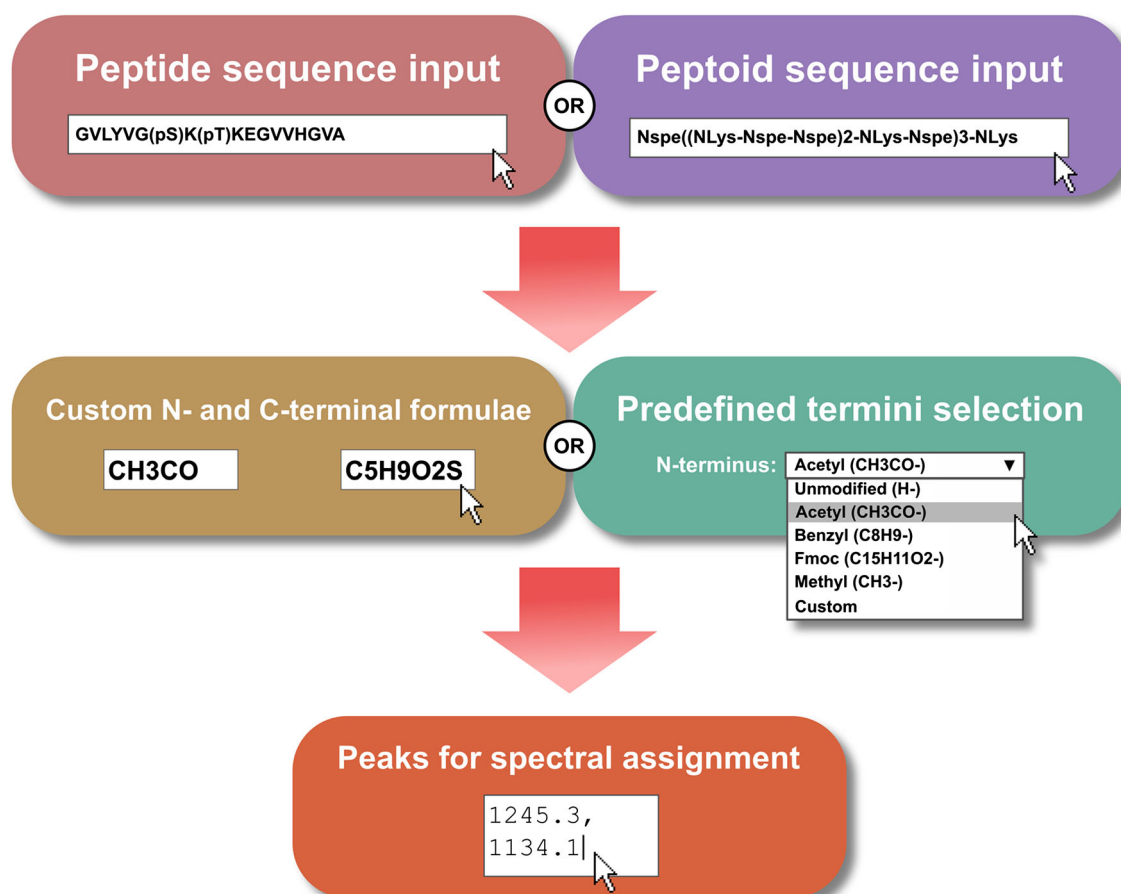 Peptide sequence input
GVLYVG(pS)K(pT)KEGVVHGVA
OR
Peptoid sequence input
Nspe((NLys-Nspe-Nspe)2-NLys-Nspe)3-NLys
Custom N- and C-terminal formulae
CH3CO
C5H9O2S
OR
Predefined termini selection
N-terminus:
Acetyl (CH3CO-) ▼
Unmodified (H-)
Acetyl (CH3CO-)
Benzyl (C8H9-)
Fmoc (C15H11O2-)
Methyl (CH3-)
Custom
Peaks for spectral assignment
1245.3,
1134.1